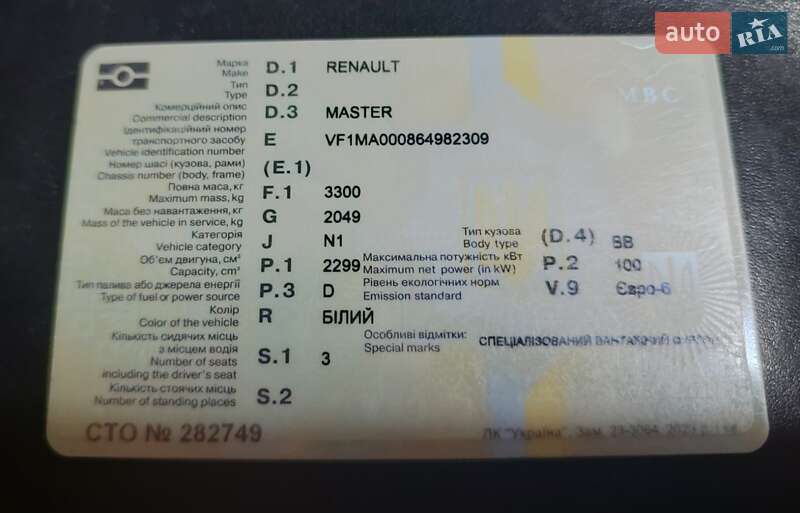 auto RIA .com
МВС
Марка
Make D.1 RENAULT
Тип
Type D.2
Комерційний опис
Commercial description D.3 MASTER
Ідентифікаційний номер
транспортного засобу E VF1MA000864982309
Vehicle identification number
Номер шасі (кузова, рами) (E.1)
Chassis number (body, frame)
Повна маса, кг
Maximum mass, kg F.1 3300
Маса без навантаження, кг
Mass of the vehicle in service, kg G 2049
Категорія
Vehicle category J N1 Тип кузова
Body type (D.4) BB
Об'єм двигуна, см³
Capacity, cm³ P.1 2299 Максимальна потужність кВт
Maximum net power (in kW) P.2 100
Тип палива або джерела енергії
Type of fuel or power source P.3 D Рівень екологічних норм
Emission standard V.9 Євро-6
Колір
Color of the vehicle R БІЛИЙ
Кількість сидячих місць
з місцем водія
Number of seats
including the driver's seat S.1 3
Особливі відмітки:
Special marks СПЕЦІАЛІЗОВАНИЙ ВАНТАЖНИЙ
Кількість стоячих місць
Number of standing places S.2
СТО № 282749
ПК "Україна", Зам. 23-3064, 2023